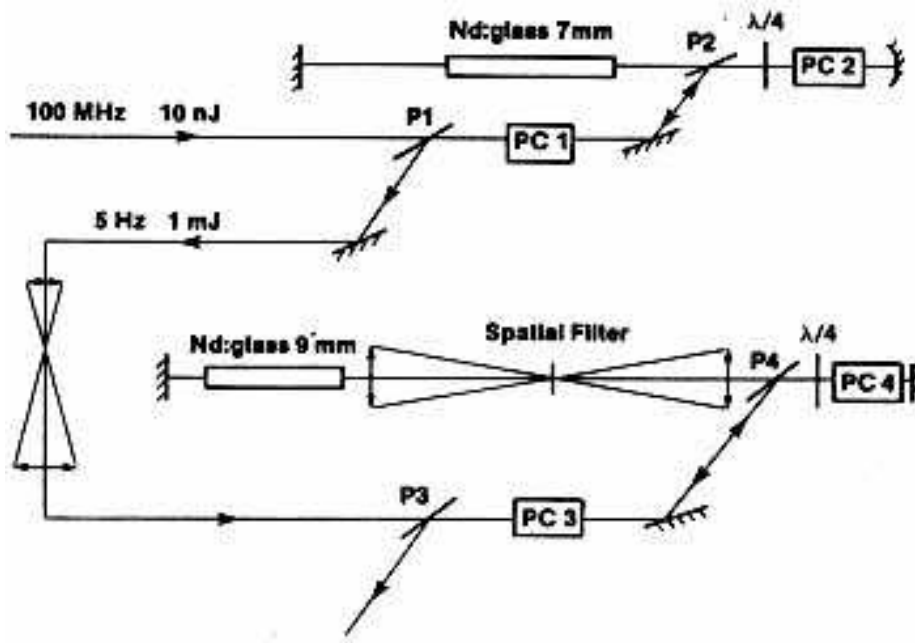 λ/4
Nd:glass 7mm
P2
PC 2
100 MHz 10 nJ
P1
PC 1
5 Hz 1 mJ
Spatial Filter
λ/4
Nd:glass 9 mm
P4
PC 4
P3
PC 3